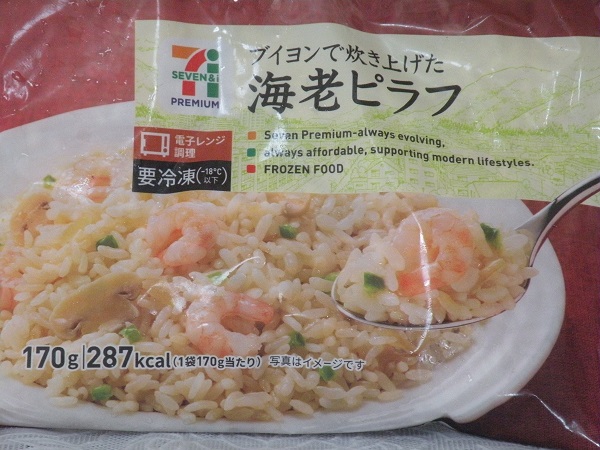 SEVEN&i
PREMIUM
ブイヨンで炊き上げた
海老ピラフ
Seven Premium-always evolving,
always affordable, supporting modern lifestyles.
FROZEN FOOD
電子レンジ
調理
要冷凍(-18℃以下)
170g 287kcal(1袋170g当たり) 写真はイメージです